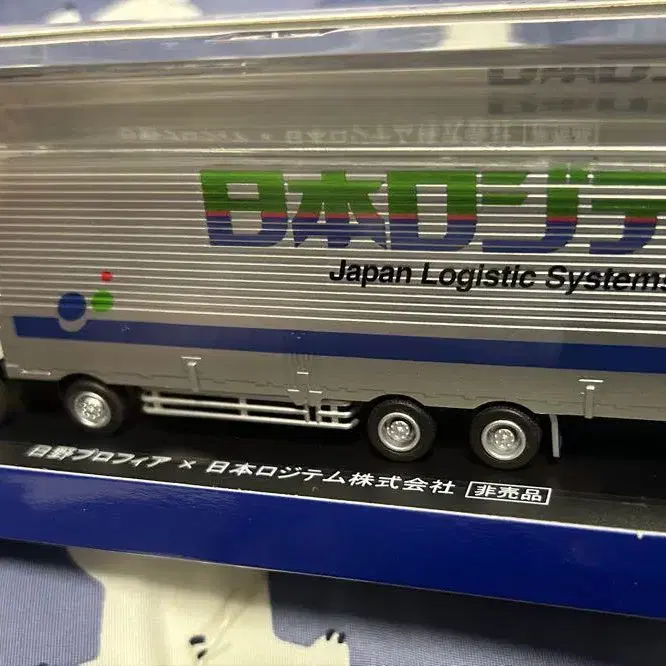 日本ロジテ
Japan Logistic Systems
日野プロフィア × 日本ロジテム株式会社 非売品